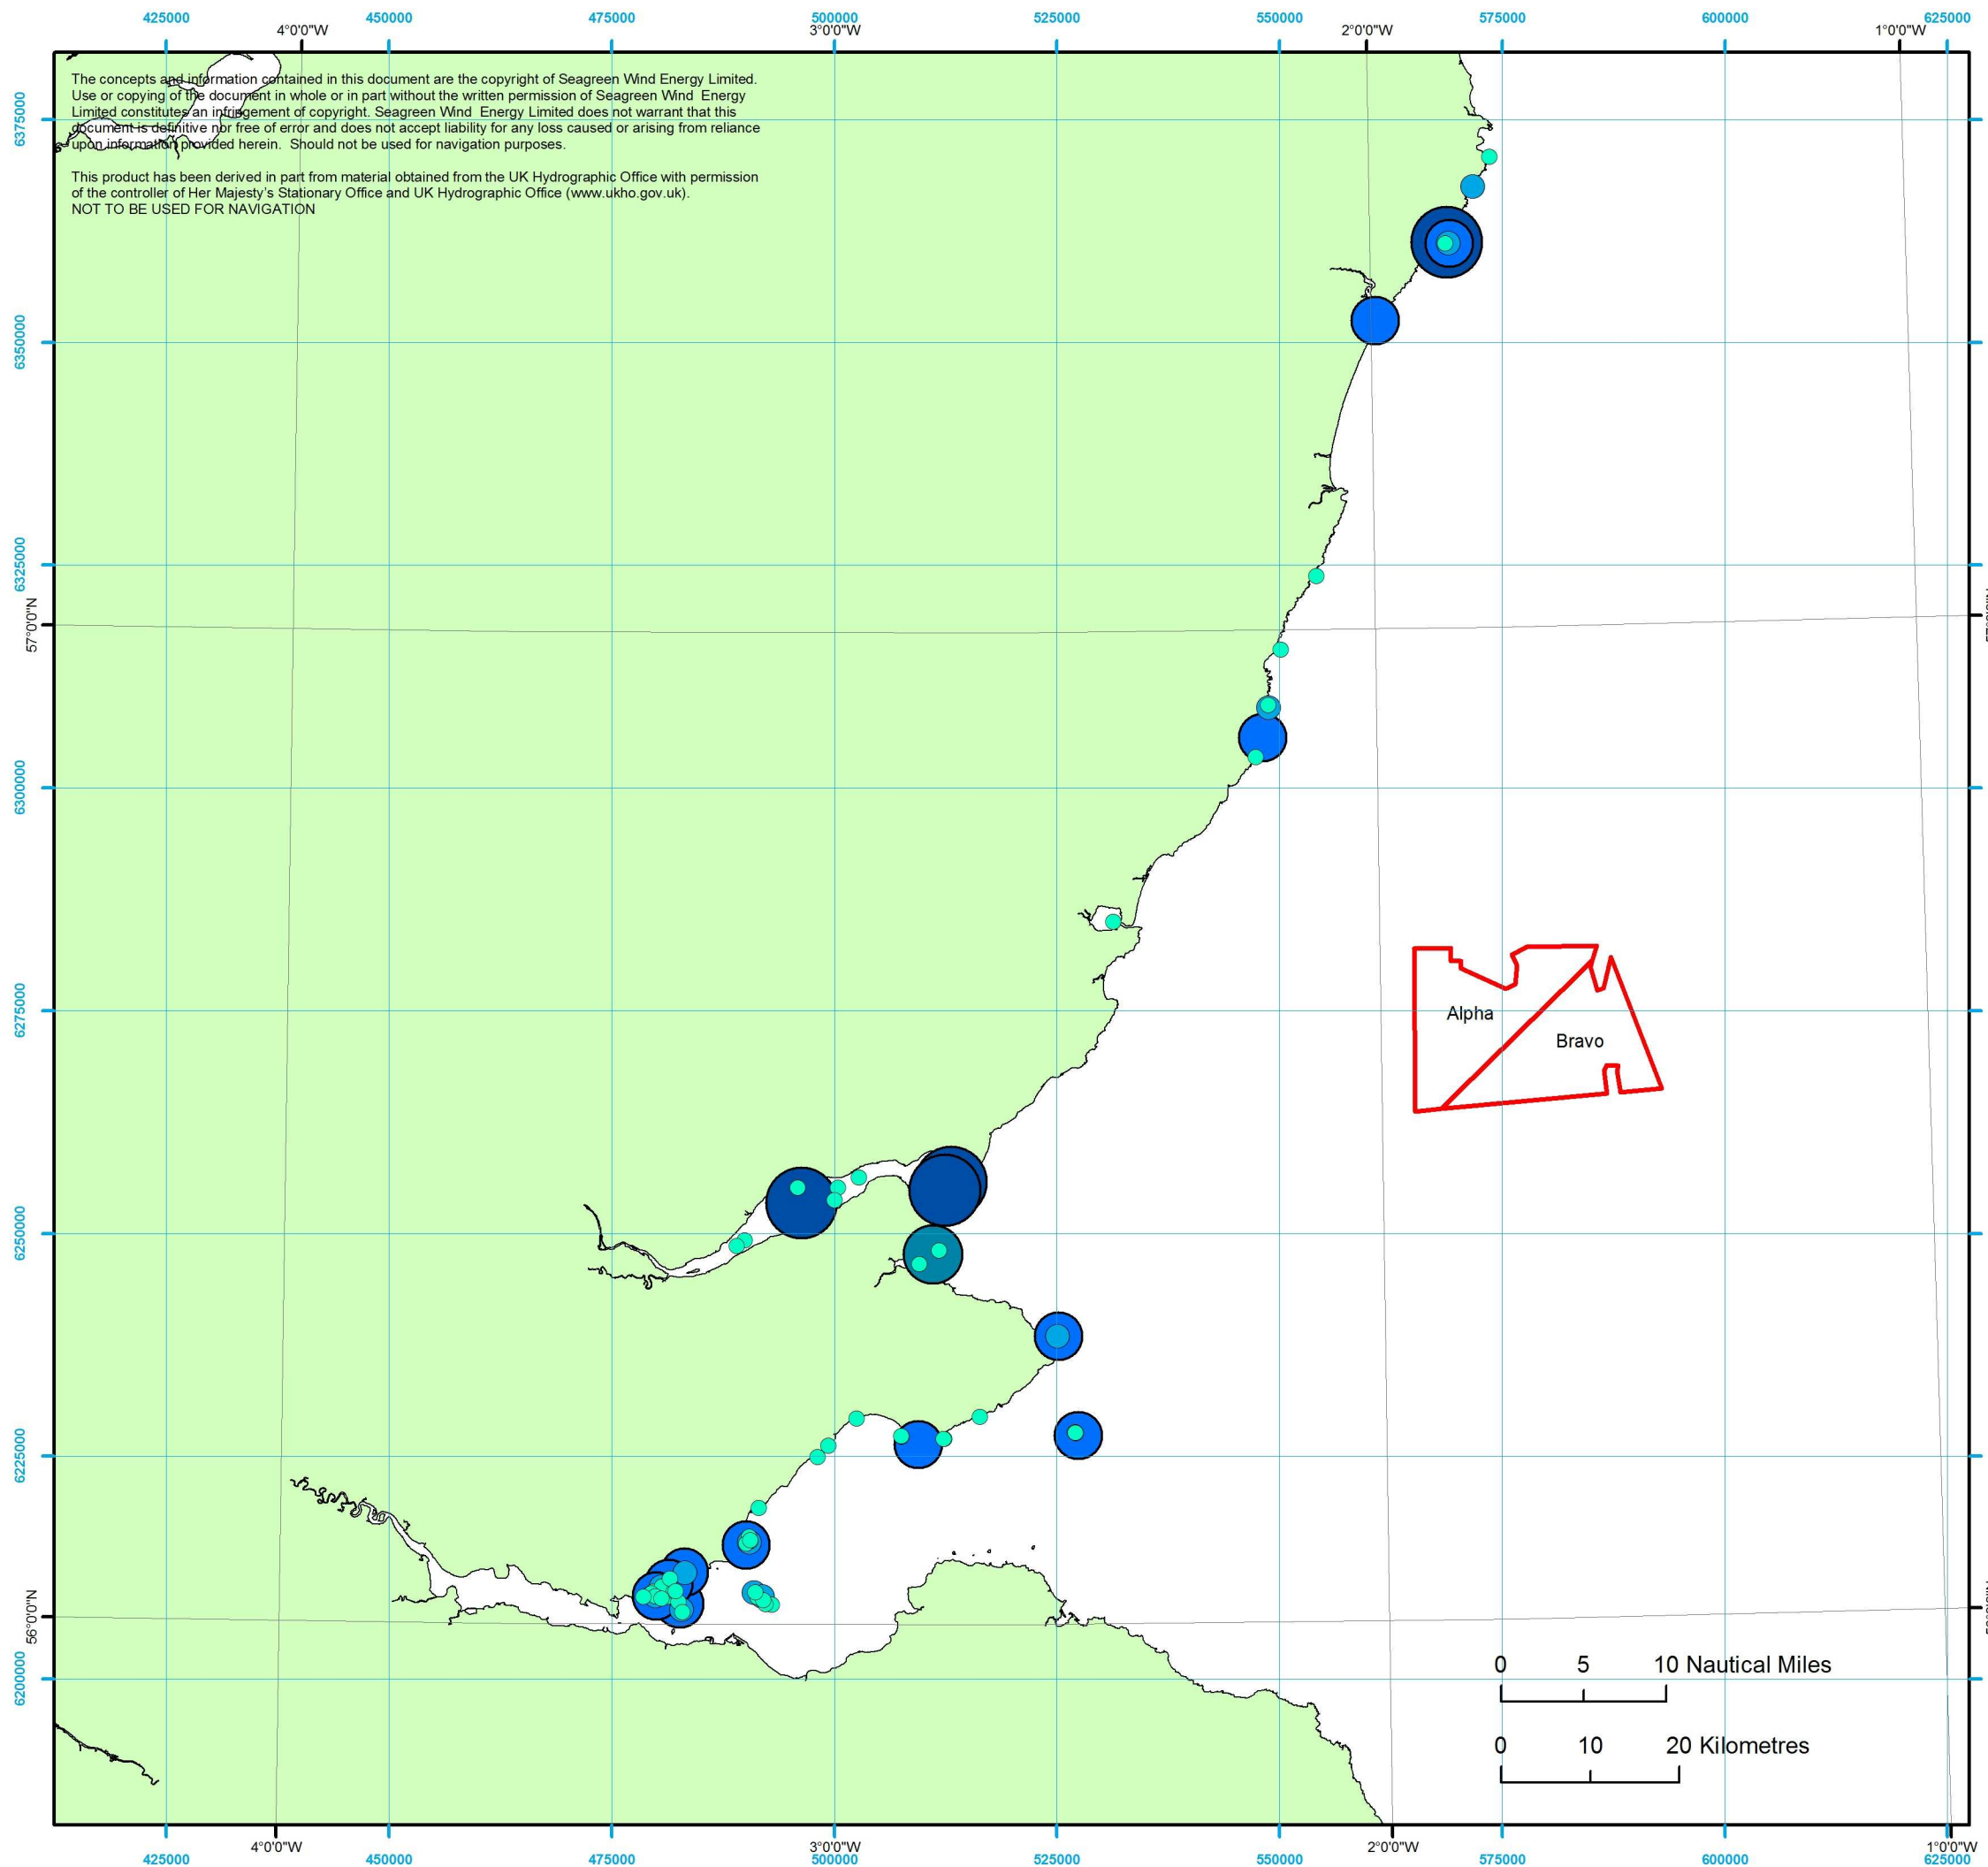 425000 450000 475000 500000 525000 550000 575000 600000 625000
4°0'0"W 3°0'0"W 2°0'0"W 1°0'0"W
The concepts and information contained in this document are the copyright of Seagreen Wind Energy Limited.
Use or copying of the document in whole or in part without the written permission of Seagreen Wind Energy
Limited constitutes an infringement of copyright. Seagreen Wind Energy Limited does not warrant that this
document is definitive nor free of error and does not accept liability for any loss caused or arising from reliance
upon information provided herein. Should not be used for navigation purposes.
This product has been derived in part from material obtained from the UK Hydrographic Office with permission
of the controller of Her Majesty's Stationary Office and UK Hydrographic Office (www.ukho.gov.uk).
NOT TO BE USED FOR NAVIGATION
6375000
6350000
6325000
57°0'0"N
6300000
6275000
Alpha
Bravo
6250000
6225000
56°0'0"N
6200000
0 5 10 Nautical Miles
0 10 20 Kilometres
4°0'0"W 3°0'0"W 2°0'0"W 1°0'0"W
425000 450000 475000 500000 525000 550000 575000 600000 625000